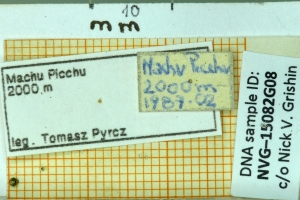 10
mm
Machu Picchu
2000 m
leg. Tomasz Pyrcz
Machu Picchu
2000m
1987.02
DNA sample ID:
NVG–15082G08
c/o Nick V. Grishin